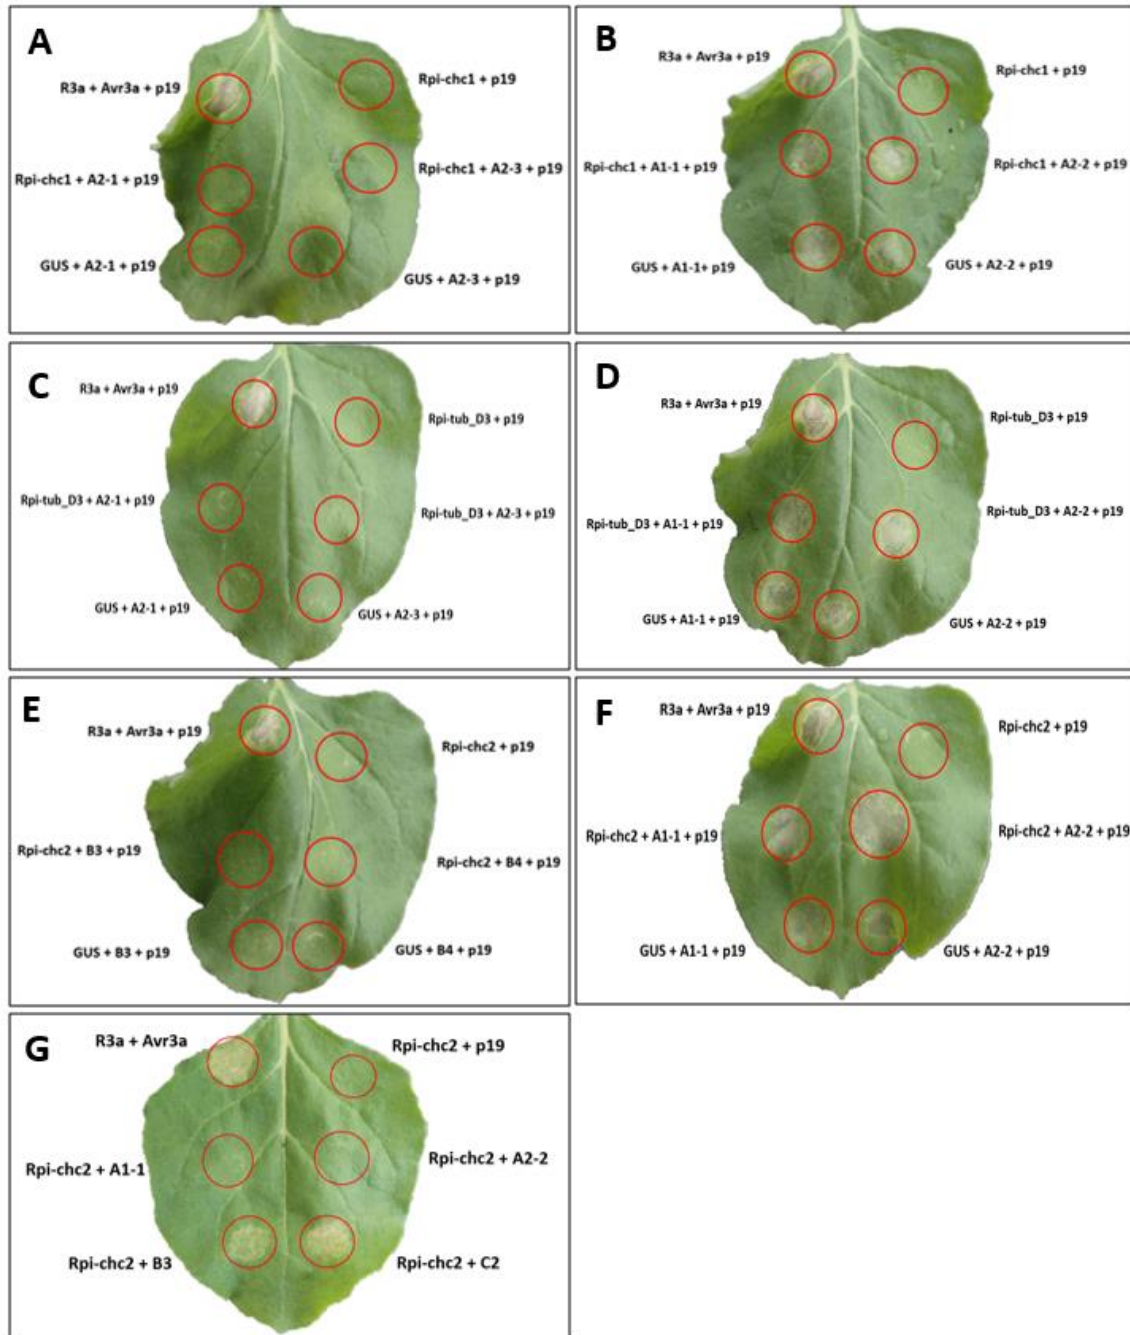 A
R3a + Avr3a + p19
Rpi-chc1 + p19
Rpi-chc1 + A2-1 + p19
Rpi-chc1 + A2-3 + p19
GUS + A2-1 + p19
GUS + A2-3 + p19
B
R3a + Avr3a + p19
Rpi-chc1 + p19
Rpi-chc1 + A1-1 + p19
Rpi-chc1 + A2-2 + p19
GUS + A1-1+ p19
GUS + A2-2 + p19
C
R3a + Avr3a + p19
Rpi-tub_D3 + p19
Rpi-tub_D3 + A2-1 + p19
Rpi-tub_D3 + A2-3 + p19
GUS + A2-1 + p19
GUS + A2-3 + p19
D
R3a + Avr3a + p19
Rpi-tub_D3 + p19
Rpi-tub_D3 + A1-1 + p19
Rpi-tub_D3 + A2-2 + p19
GUS + A1-1 + p19
GUS + A2-2 + p19
E
R3a + Avr3a + p19
Rpi-chc2 + p19
Rpi-chc2 + B3 + p19
Rpi-chc2 + B4 + p19
GUS + B3 + p19
GUS + B4 + p19
F
R3a + Avr3a + p19
Rpi-chc2 + p19
Rpi-chc2 + A1-1 + p19
Rpi-chc2 + A2-2 + p19
GUS + A1-1 + p19
GUS + A2-2 + p19
G
R3a + Avr3a
Rpi-chc2 + p19
Rpi-chc2 + A1-1
Rpi-chc2 + A2-2
Rpi-chc2 + B3
Rpi-chc2 + C2